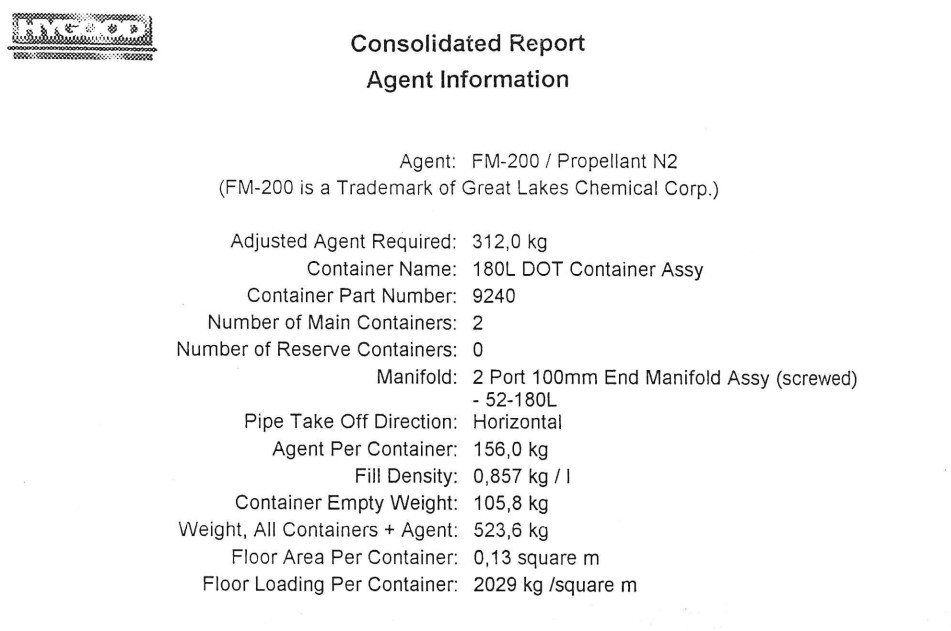 HYGOOD
Consolidated Report
Agent Information
Agent: FM-200 / Propellant N2
(FM-200 is a Trademark of Great Lakes Chemical Corp.)
Adjusted Agent Required: 312,0 kg
Container Name: 180L DOT Container Assy
Container Part Number: 9240
Number of Main Containers: 2
Number of Reserve Containers: 0
Manifold: 2 Port 100mm End Manifold Assy (screwed)
- 52-180L
Pipe Take Off Direction: Horizontal
Agent Per Container: 156,0 kg
Fill Density: 0,857 kg / l
Container Empty Weight: 105,8 kg
Weight, All Containers + Agent: 523,6 kg
Floor Area Per Container: 0,13 square m
Floor Loading Per Container: 2029 kg /square m